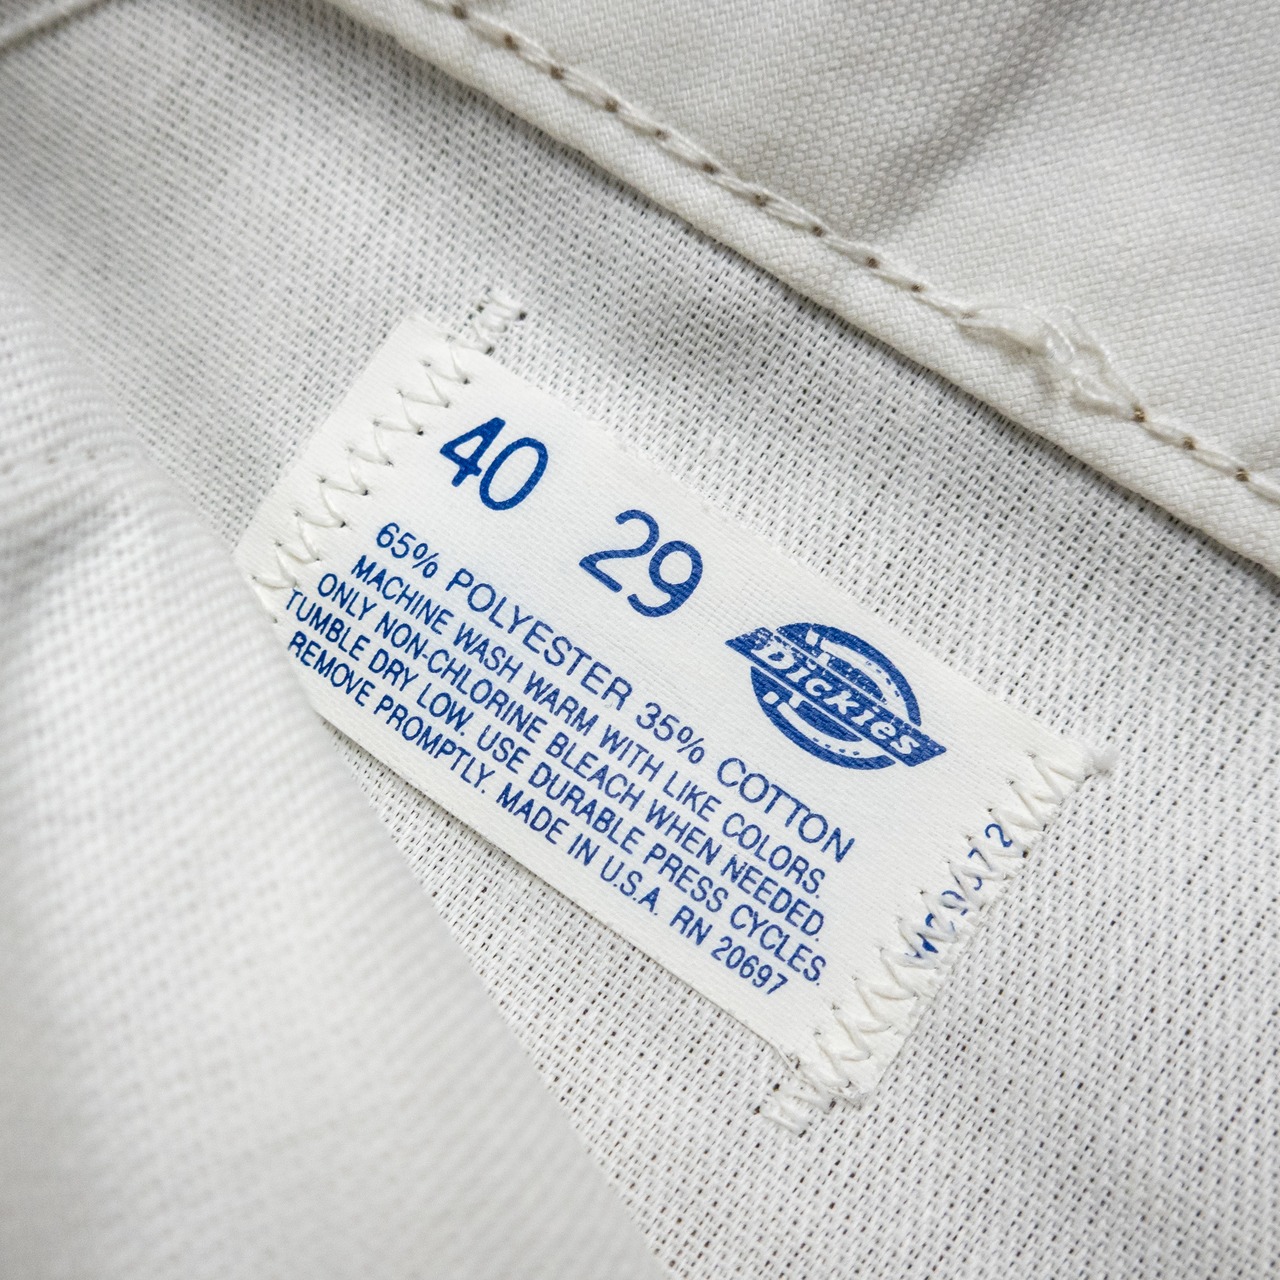 40 29
Dickies
65% POLYESTER 35% COTTON
MACHINE WASH WARM WITH LIKE COLORS.
ONLY NON-CHLORINE BLEACH WHEN NEEDED.
TUMBLE DRY LOW. USE DURABLE PRESS CYCLES.
REMOVE PROMPTLY. MADE IN U.S.A. RN 20697